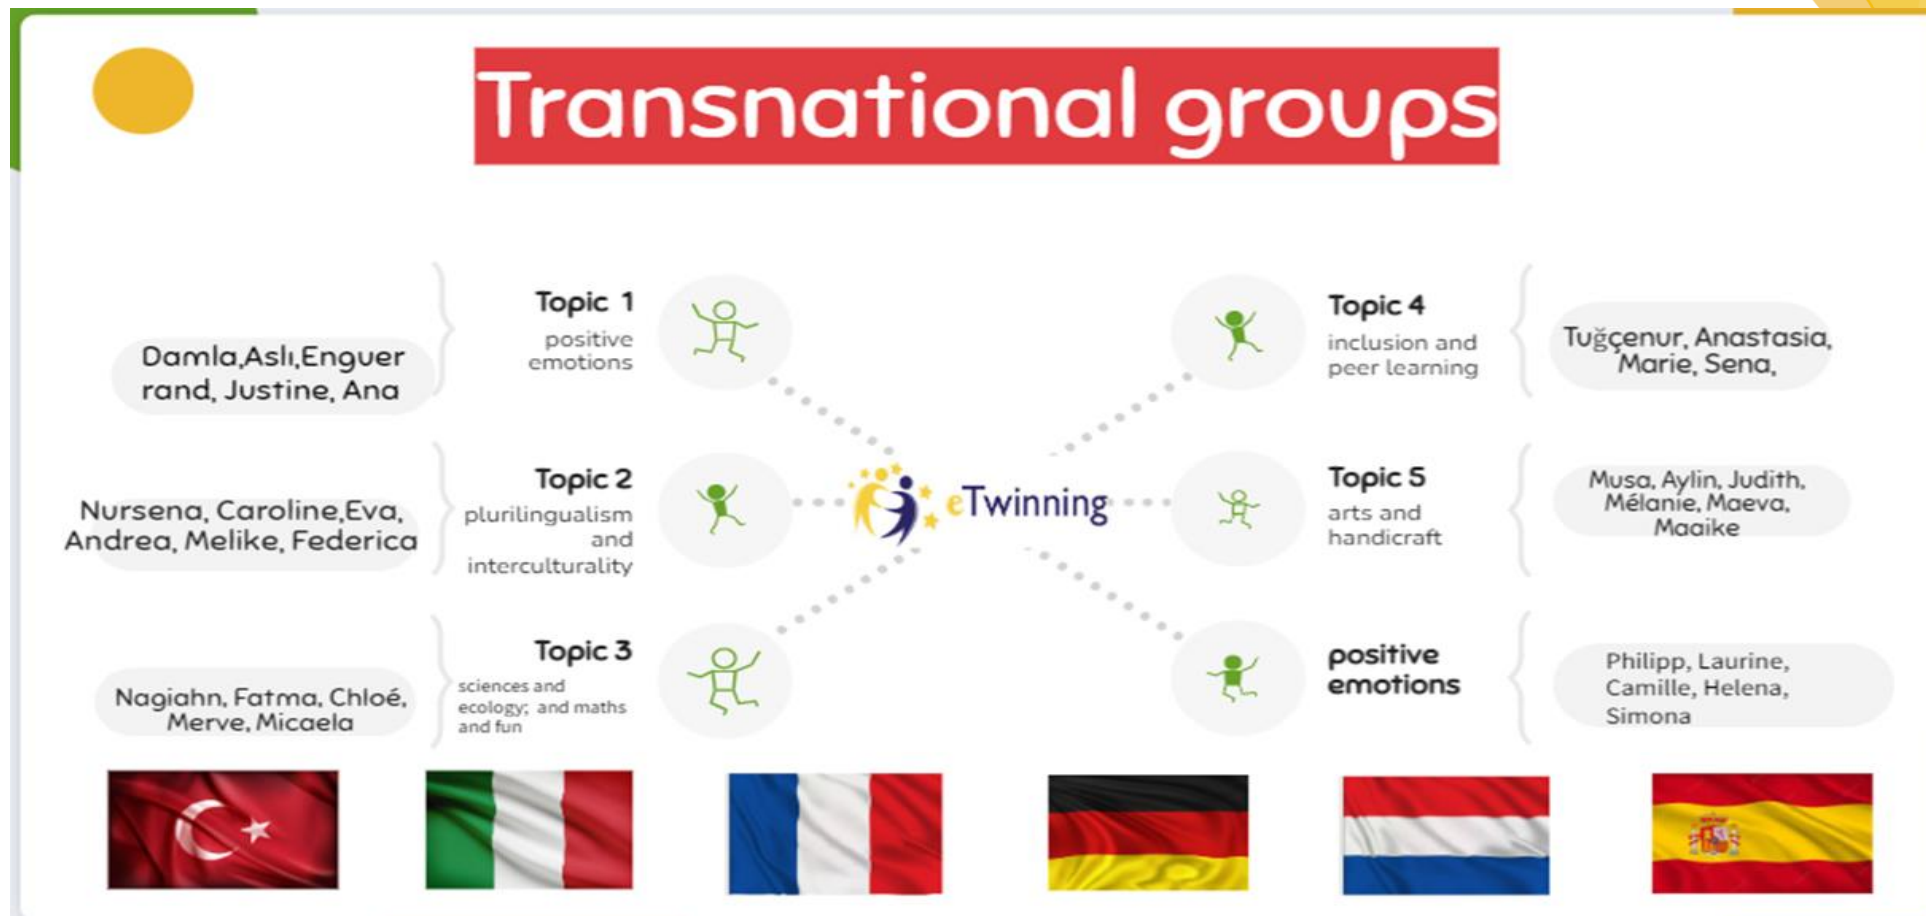 Transnational groups
Topic 1
positive
emotions
Damla,Aslı,Enguer
rand, Justine, Ana
Topic 2
plurilingualism
and
interculturality
Nursena, Caroline,Eva,
Andrea, Melike, Federica
Topic 3
sciences and
ecology; and maths
and fun
Nagiahn, Fatma, Chloé,
Merve, Micaela
eTwinning
Topic 4
inclusion and
peer learning
Tuğçenur, Anastasia,
Marie, Sena,
Topic 5
arts and
handicraft
Musa, Aylin, Judith,
Mélanie, Maeva,
Maaike
positive
emotions
Philipp, Laurine,
Camille, Helena,
Simona